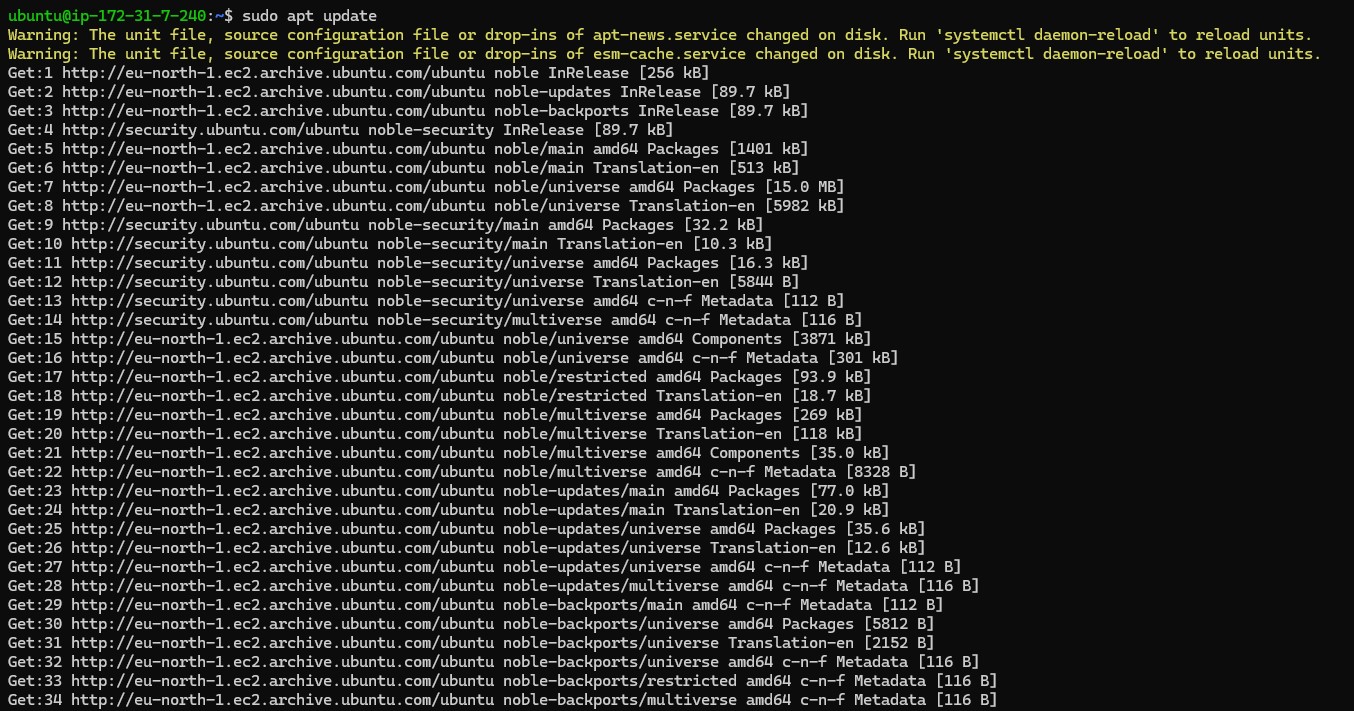 ubuntu@ip-172-31-7-240:~$ sudo apt update
Warning: The unit file, source configuration file or drop-ins of apt-news.service changed on disk. Run 'systemctl daemon-reload' to reload units.
Warning: The unit file, source configuration file or drop-ins of esm-cache.service changed on disk. Run 'systemctl daemon-reload' to reload units.
Get:1 http://eu-north-1.ec2.archive.ubuntu.com/ubuntu noble InRelease [256 kB]
Get:2 http://eu-north-1.ec2.archive.ubuntu.com/ubuntu noble-updates InRelease [89.7 kB]
Get:3 http://eu-north-1.ec2.archive.ubuntu.com/ubuntu noble-backports InRelease [89.7 kB]
Get:4 http://security.ubuntu.com/ubuntu noble-security InRelease [89.7 kB]
Get:5 http://eu-north-1.ec2.archive.ubuntu.com/ubuntu noble/main amd64 Packages [1401 kB]
Get:6 http://eu-north-1.ec2.archive.ubuntu.com/ubuntu noble/main Translation-en [513 kB]
Get:7 http://eu-north-1.ec2.archive.ubuntu.com/ubuntu noble/universe amd64 Packages [15.0 MB]
Get:8 http://eu-north-1.ec2.archive.ubuntu.com/ubuntu noble/universe Translation-en [5982 kB]
Get:9 http://security.ubuntu.com/ubuntu noble-security/main amd64 Packages [32.2 kB]
Get:10 http://security.ubuntu.com/ubuntu noble-security/main Translation-en [10.3 kB]
Get:11 http://security.ubuntu.com/ubuntu noble-security/universe amd64 Packages [16.3 kB]
Get:12 http://security.ubuntu.com/ubuntu noble-security/universe Translation-en [5844 B]
Get:13 http://security.ubuntu.com/ubuntu noble-security/universe amd64 c-n-f Metadata [112 B]
Get:14 http://security.ubuntu.com/ubuntu noble-security/multiverse amd64 c-n-f Metadata [116 B]
Get:15 http://eu-north-1.ec2.archive.ubuntu.com/ubuntu noble/universe amd64 Components [3871 kB]
Get:16 http://eu-north-1.ec2.archive.ubuntu.com/ubuntu noble/universe amd64 c-n-f Metadata [301 kB]
Get:17 http://eu-north-1.ec2.archive.ubuntu.com/ubuntu noble/restricted amd64 Packages [93.9 kB]
Get:18 http://eu-north-1.ec2.archive.ubuntu.com/ubuntu noble/restricted Translation-en [18.7 kB]
Get:19 http://eu-north-1.ec2.archive.ubuntu.com/ubuntu noble/multiverse amd64 Packages [269 kB]
Get:20 http://eu-north-1.ec2.archive.ubuntu.com/ubuntu noble/multiverse Translation-en [118 kB]
Get:21 http://eu-north-1.ec2.archive.ubuntu.com/ubuntu noble/multiverse amd64 Components [35.0 kB]
Get:22 http://eu-north-1.ec2.archive.ubuntu.com/ubuntu noble/multiverse amd64 c-n-f Metadata [8328 B]
Get:23 http://eu-north-1.ec2.archive.ubuntu.com/ubuntu noble-updates/main amd64 Packages [77.0 kB]
Get:24 http://eu-north-1.ec2.archive.ubuntu.com/ubuntu noble-updates/main Translation-en [20.9 kB]
Get:25 http://eu-north-1.ec2.archive.ubuntu.com/ubuntu noble-updates/universe amd64 Packages [35.6 kB]
Get:26 http://eu-north-1.ec2.archive.ubuntu.com/ubuntu noble-updates/universe Translation-en [12.6 kB]
Get:27 http://eu-north-1.ec2.archive.ubuntu.com/ubuntu noble-updates/universe amd64 c-n-f Metadata [112 B]
Get:28 http://eu-north-1.ec2.archive.ubuntu.com/ubuntu noble-updates/multiverse amd64 c-n-f Metadata [116 B]
Get:29 http://eu-north-1.ec2.archive.ubuntu.com/ubuntu noble-backports/main amd64 c-n-f Metadata [112 B]
Get:30 http://eu-north-1.ec2.archive.ubuntu.com/ubuntu noble-backports/universe amd64 Packages [5812 B]
Get:31 http://eu-north-1.ec2.archive.ubuntu.com/ubuntu noble-backports/universe Translation-en [2152 B]
Get:32 http://eu-north-1.ec2.archive.ubuntu.com/ubuntu noble-backports/universe amd64 c-n-f Metadata [116 B]
Get:33 http://eu-north-1.ec2.archive.ubuntu.com/ubuntu noble-backports/restricted amd64 c-n-f Metadata [116 B]
Get:34 http://eu-north-1.ec2.archive.ubuntu.com/ubuntu noble-backports/multiverse amd64 c-n-f Metadata [116 B]